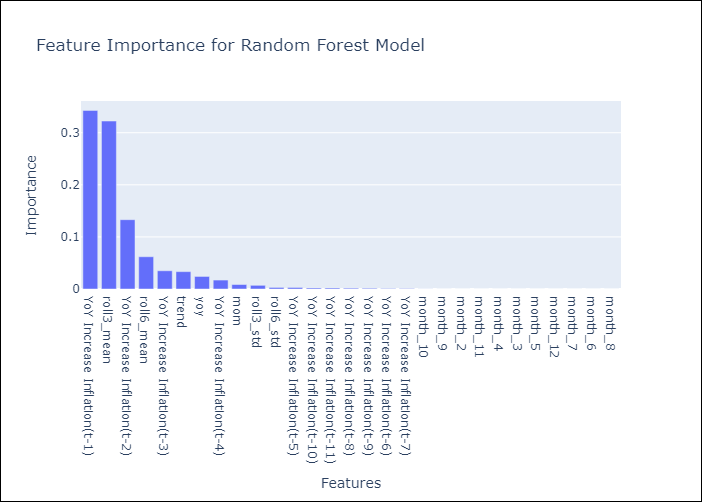 Feature Importance for Random Forest Model
Importance
0.3
0.2
0.1
0
YoY Increase Inflation(t-1)
roll3_mean
YoY Increase Inflation(t-2)
roll6_mean
YoY Increase Inflation(t-3)
trend
yoy
YoY Increase Inflation(t-4)
mom
roll3_std
roll6_std
YoY Increase Inflation(t-5)
YoY Increase Inflation(t-10)
YoY Increase Inflation(t-11)
YoY Increase Inflation(t-8)
YoY Increase Inflation(t-9)
YoY Increase Inflation(t-6)
YoY Increase Inflation(t-7)
month_10
month_9
month_2
month_11
month_4
month_3
month_5
month_12
month_7
month_6
month_8
Features